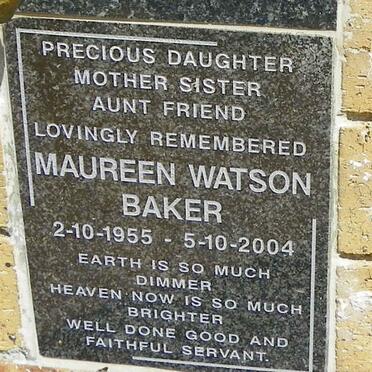 PRECIOUS DAUGHTER
MOTHER SISTER
AUNT FRIEND
LOVINGLY REMEMBERED
MAUREEN WATSON
BAKER
2-10-1955 - 5-10-2004
EARTH IS SO MUCH
DIMMER
HEAVEN NOW IS SO MUCH
BRIGHTER
WELL DONE GOOD AND
FAITHFUL SERVANT.